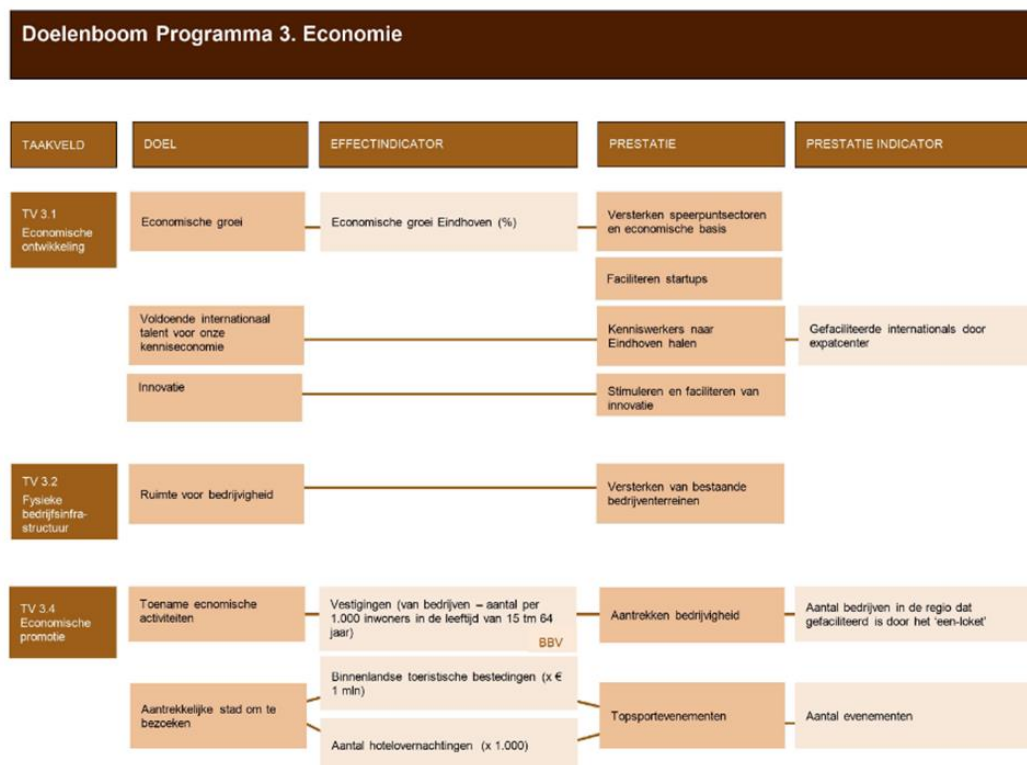 Doelenboom Programma 3. Economie
TAAKVELD
DOEL
EFFECTINDICATOR
PRESTATIE
PRESTATIE INDICATOR
TV 3.1
Economische
ontwikkeling
Economische groei
Economische groei Eindhoven (%)
Versterken speerpuntsectoren
en economische basis
Faciliteren startups
Voldoende internationaal
talent voor onze
kenniseconomie
Kenniswerkers naar
Eindhoven halen
Gefaciliteerde internationals door
expatcenter
Innovatie
Stimuleren en faciliteren van
innovatie
TV 3.2
Fysieke
bedrijfsinfra-
structuur
Ruimte voor bedrijvigheid
Versterken van bestaande
bedrijventerreinen
TV 3.4
Economische
promotie
Toename ecnomische
activiteiten
Vestigingen (van bedrijven – aantal per
1.000 inwoners in de leeftijd van 15 tm 64
jaar)
BBV
Aantrekken bedrijvigheid
Aantal bedrijven in de regio dat
gefaciliteerd is door het 'een-loket'
Aantrekkelijke stad om te
bezoeken
Binnenlandse toeristische bestedingen (x €
1 mln)
Aantal hotelovernachtingen (x 1.000)
Topsportevenementen
Aantal evenementen